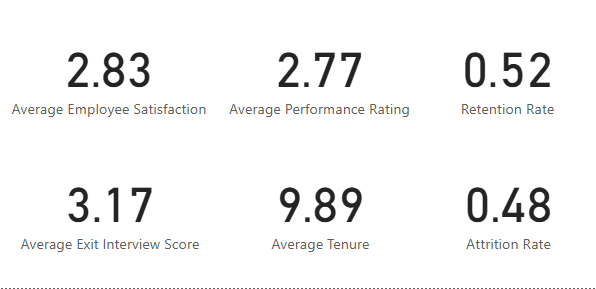 2.83 2.77 0.52
Average Employee Satisfaction Average Performance Rating Retention Rate
3.17 9.89 0.48
Average Exit Interview Score Average Tenure Attrition Rate